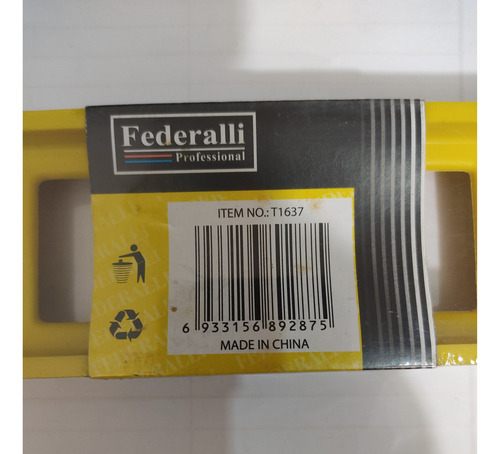 Federalli
Professional
ITEM NO.: T1637
6 933156 892875
MADE IN CHINA